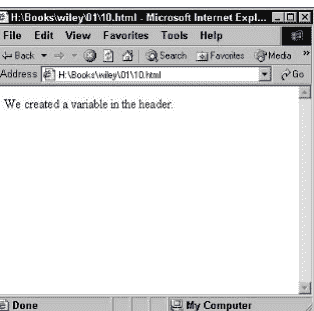 H:\Books\wiley\01\10.html - Microsoft Internet Expl...
File Edit View Favorites Tools Help
Back Search Favorites Media »
Address H:\Books\wiley\01\10.html Go
We created a variable in the header.
Done My Computer